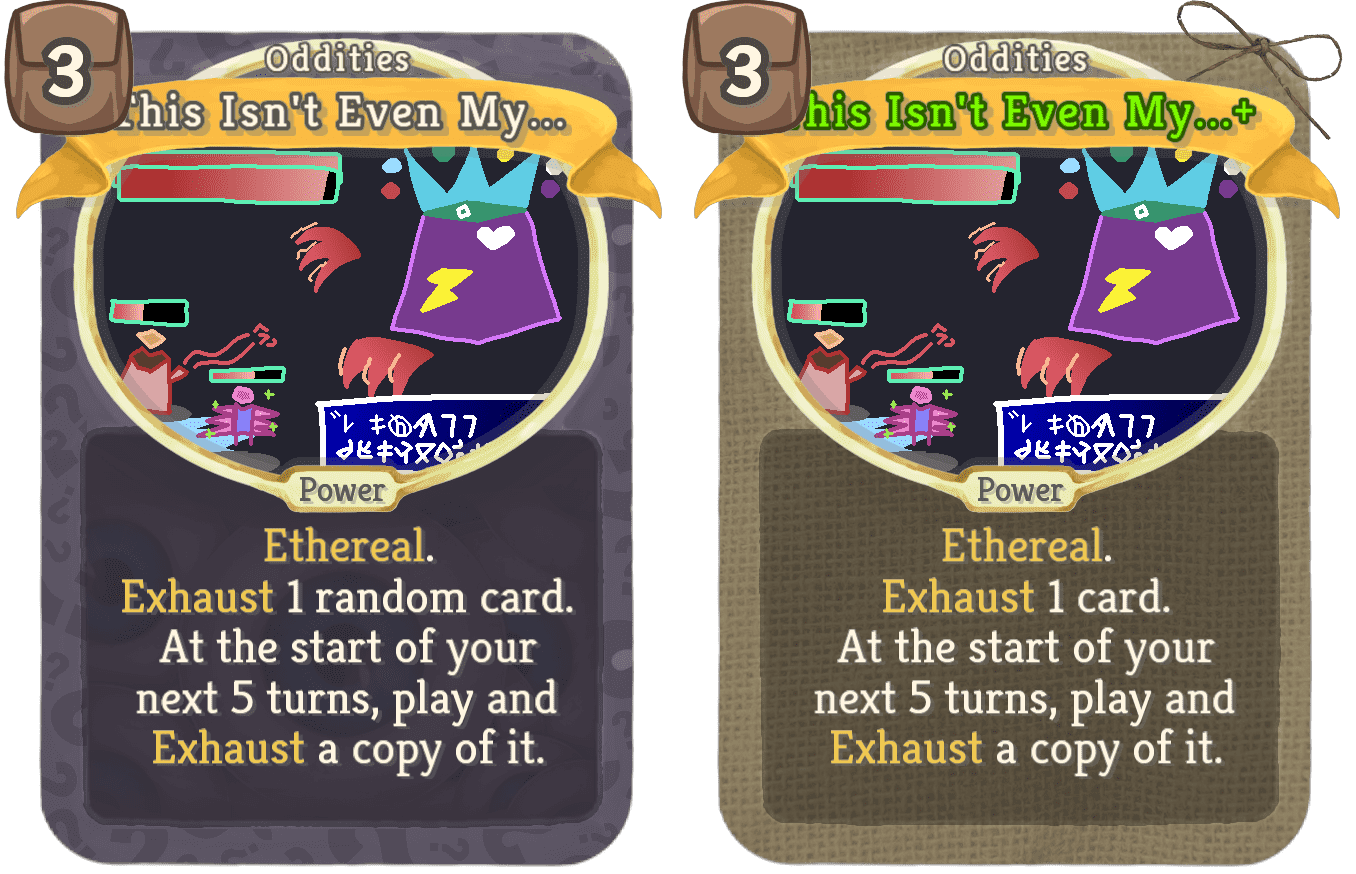 3
Oddities
This Isn't Even My...
Power
Ethereal.
Exhaust 1 random card.
At the start of your
next 5 turns, play and
Exhaust a copy of it.
3
Oddities
This Isn't Even My...+
Power
Ethereal.
Exhaust 1 card.
At the start of your
next 5 turns, play and
Exhaust a copy of it.